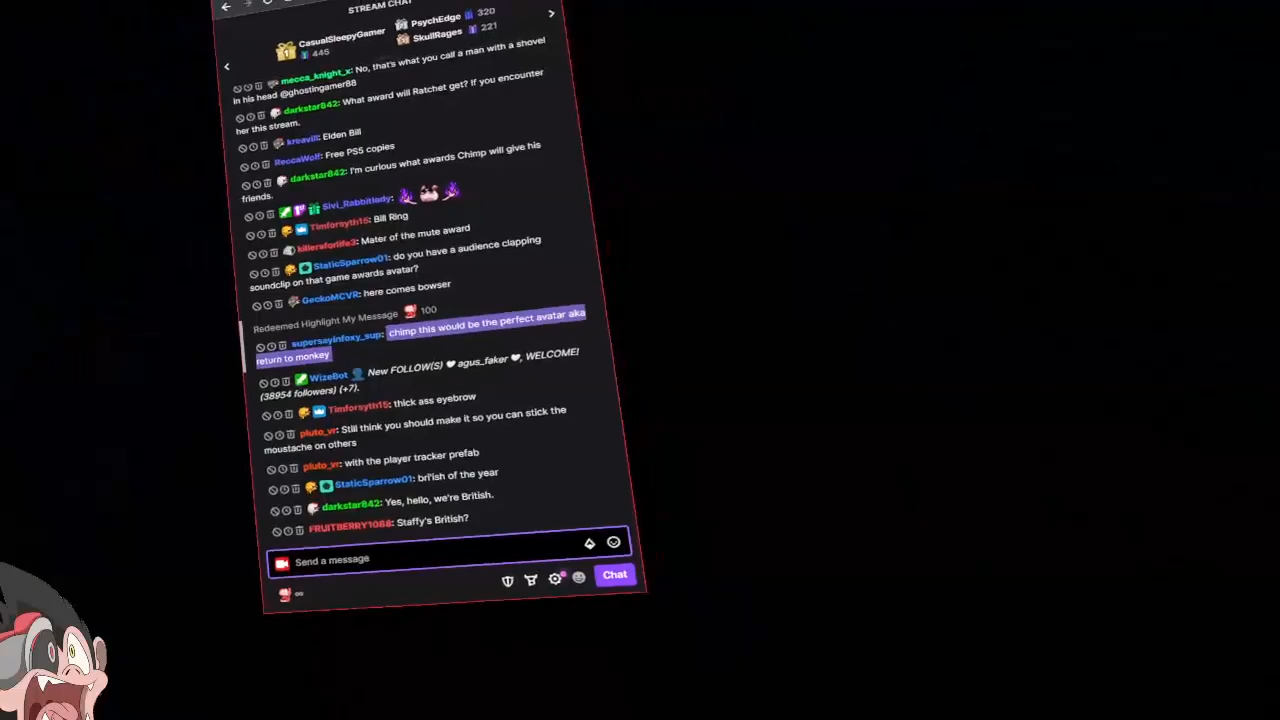 STREAM CHAT
CasualSleepyGamer
445
PsychEdge 320
SkullRages 221
mecca_knight_x: No, that's what you call a man with a shovel
in his head @ghostingamer88
darkstar842: What award will Ratchet get? If you encounter
her this stream.
kreavill: Elden Bill
ReccaWolf: Free PS5 copies
darkstar842: I'm curious what awards Chimp will give his
friends.
Sivi_Rabbitlady:
Timforsyth15: Bill Ring
killersforlife3: Mater of the mute award
StaticSparrow01: do you have a audience clapping
soundclip on that game awards avatar?
GeckoMCVR: here comes bowser
Redeemed Highlight My Message 100
supersayinfoxy_sup: chimp this would be the perfect avatar aka
return to monkey
WizeBot New FOLLOW(S) agus_faker , WELCOME!
(38954 followers) (+7).
Timforsyth15: thick ass eyebrow
pluto_vr: Still think you should make it so you can stick the
moustache on others
pluto_vr: with the player tracker prefab
StaticSparrow01: bri'ish of the year
darkstar842: Yes, hello, we're British.
FRUITBERRY1088: Staffy's British?
Send a message
∞
Chat